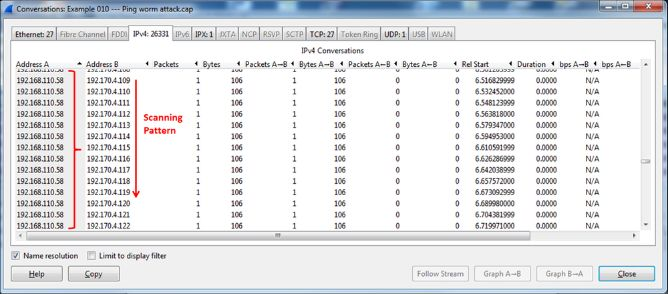 Conversations: Example 010 --- Ping worm attack.cap
Ethernet: 27 Fibre Channel FDDI IPv4: 26331 IPv6 IPX: 1 JXTA NCP RSVP SCTP TCP: 27 Token Ring UDP: 1 USB WLAN
IPv4 Conversations
Address A Address B Packets Bytes Packets A→B Bytes A→B Packets A←B Bytes A←B Rel Start Duration bps A→B bps A←B
192.168.110.58 192.170.4.108 1 106 1 106 0 0 6.501203999 0.0000 N/A
192.168.110.58 192.170.4.109 1 106 1 106 0 0 6.516829999 0.0000 N/A
192.168.110.58 192.170.4.110 1 106 1 106 0 0 6.532452000 0.0000 N/A
192.168.110.58 192.170.4.111 1 106 1 106 0 0 6.548123999 0.0000 N/A
192.168.110.58 192.170.4.112 1 106 1 106 0 0 6.563818000 0.0000 N/A
192.168.110.58 192.170.4.113 1 106 1 106 0 0 6.579347000 0.0000 N/A
192.168.110.58 192.170.4.114 1 106 1 106 0 0 6.594953000 0.0000 N/A
192.168.110.58 192.170.4.115 1 106 1 106 0 0 6.610591999 0.0000 N/A
192.168.110.58 192.170.4.116 1 106 1 106 0 0 6.626286999 0.0000 N/A
192.168.110.58 192.170.4.117 1 106 1 106 0 0 6.642038999 0.0000 N/A
192.168.110.58 192.170.4.118 1 106 1 106 0 0 6.657572000 0.0000 N/A
192.168.110.58 192.170.4.119 1 106 1 106 0 0 6.673092999 0.0000 N/A
192.168.110.58 192.170.4.120 1 106 1 106 0 0 6.689980000 0.0000 N/A
192.168.110.58 192.170.4.121 1 106 1 106 0 0 6.704381999 0.0000 N/A
192.168.110.58 192.170.4.122 1 106 1 106 0 0 6.719971000 0.0000 N/A
Scanning
Pattern
Name resolution Limit to display filter
Help Copy Follow Stream Graph A→B Graph B→A Close